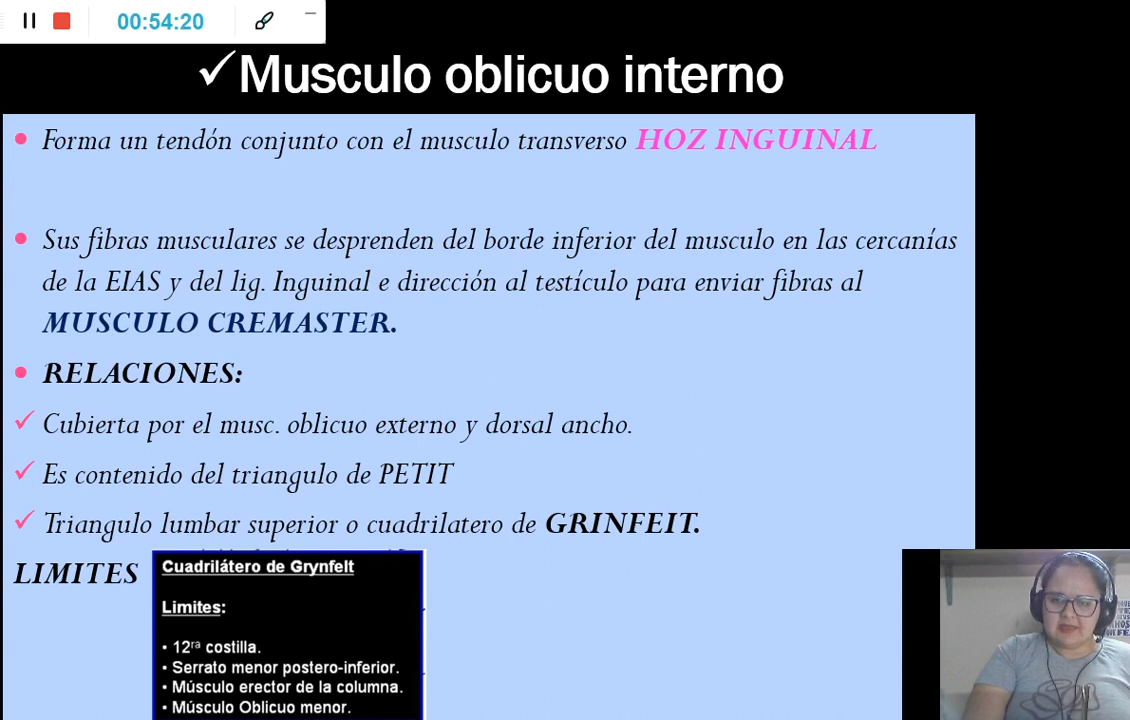 00:54:20
✓Musculo oblicuo interno
• Forma un tendón conjunto con el musculo transverso HOZ INGUINAL
• Sus fibras musculares se desprenden del borde inferior del musculo en las cercanías
de la EIAS y del lig. Inguinal e dirección al testículo para enviar fibras al
MUSCULO CREMASTER.
• RELACIONES:
✓ Cubierta por el musc. oblicuo externo y dorsal ancho.
✓ Es contenido del triangulo de PETIT
✓ Triangulo lumbar superior o cuadrilatero de GRINFEIT.
LIMITES
Cuadrilátero de Grynfelt
Limites:
• 12ra costilla.
• Serrato menor postero-inferior.
• Músculo erector de la columna.
• Músculo Oblicuo menor.